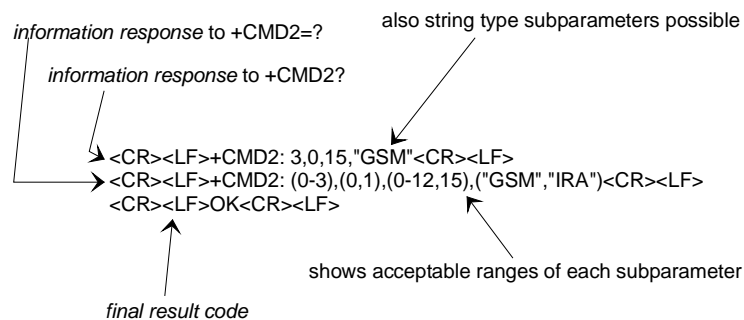 also string type subparameters possible
information response to +CMD2=?
information response to +CMD2?
<CR><LF>+CMD2: 3,0,15,"GSM"<CR><LF>
<CR><LF>+CMD2: (0-3),(0,1),(0-12,15),("GSM","IRA")<CR><LF>
<CR><LF>OK<CR><LF>
shows acceptable ranges of each subparameter
final result code